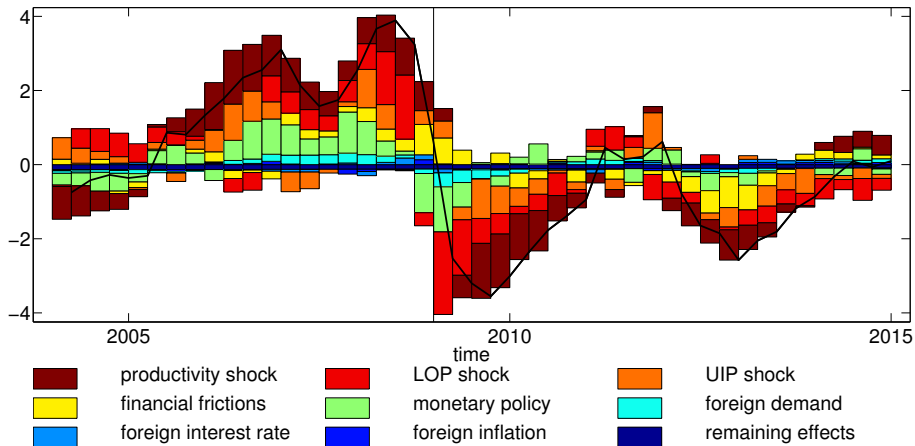 4
2
0
−2
−4
2005 2010 2015
time
productivity shock LOP shock UIP shock
financial frictions monetary policy foreign demand
foreign interest rate foreign inflation remaining effects